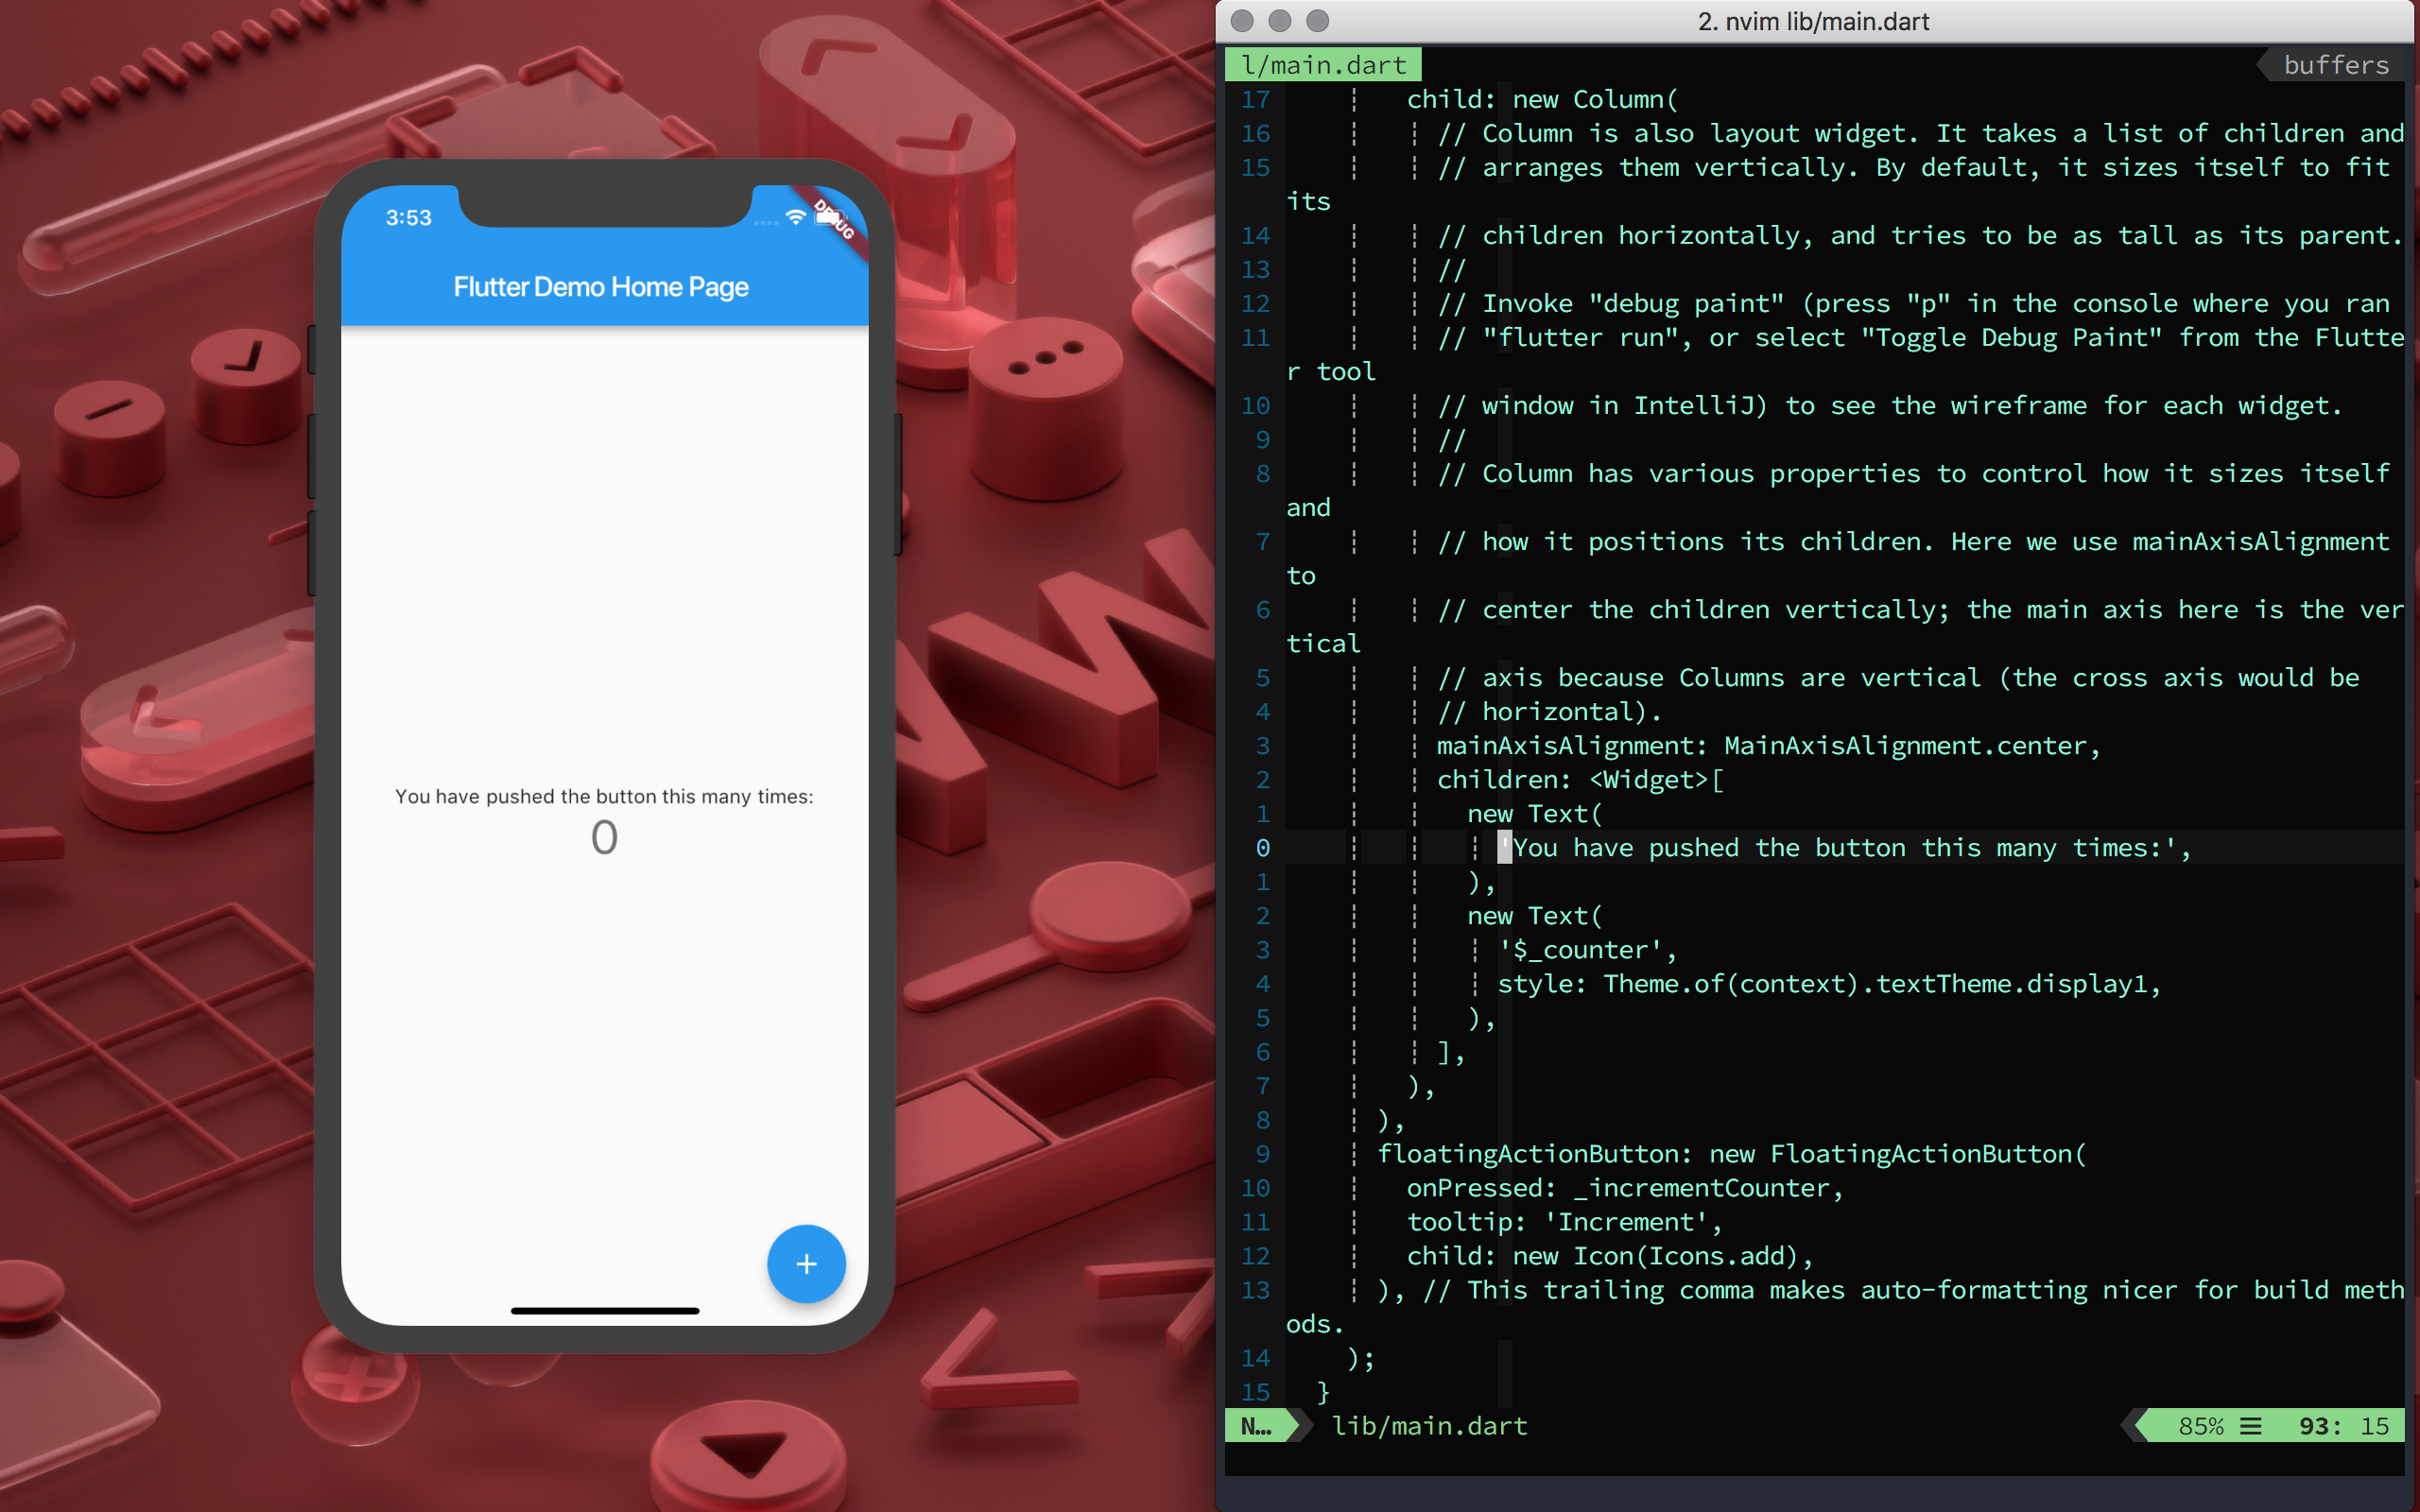 3:53
DEBUG
Flutter Demo Home Page
You have pushed the button this many times:
0
+
2. nvim lib/main.dart
l/main.dart buffers
17 child: new Column(
16 // Column is also layout widget. It takes a list of children and
15 // arranges them vertically. By default, it sizes itself to fit
its
14 // children horizontally, and tries to be as tall as its parent.
13 //
12 // Invoke "debug paint" (press "p" in the console where you ran
11 // "flutter run", or select "Toggle Debug Paint" from the Flutte
r tool
10 // window in IntelliJ) to see the wireframe for each widget.
9 //
8 // Column has various properties to control how it sizes itself
and
7 // how it positions its children. Here we use mainAxisAlignment
to
6 // center the children vertically; the main axis here is the ver
tical
5 // axis because Columns are vertical (the cross axis would be
4 // horizontal).
3 mainAxisAlignment: MainAxisAlignment.center,
2 children: <Widget>[
1 new Text(
0 'You have pushed the button this many times:',
1 ),
2 new Text(
3 '$_counter',
4 style: Theme.of(context).textTheme.display1,
5 ),
6 ],
7 ),
8 ),
9 floatingActionButton: new FloatingActionButton(
10 onPressed: _incrementCounter,
11 tooltip: 'Increment',
12 child: new Icon(Icons.add),
13 ), // This trailing comma makes auto-formatting nicer for build meth
ods.
14 );
15 }
N… lib/main.dart 85% ☰ 93: 15